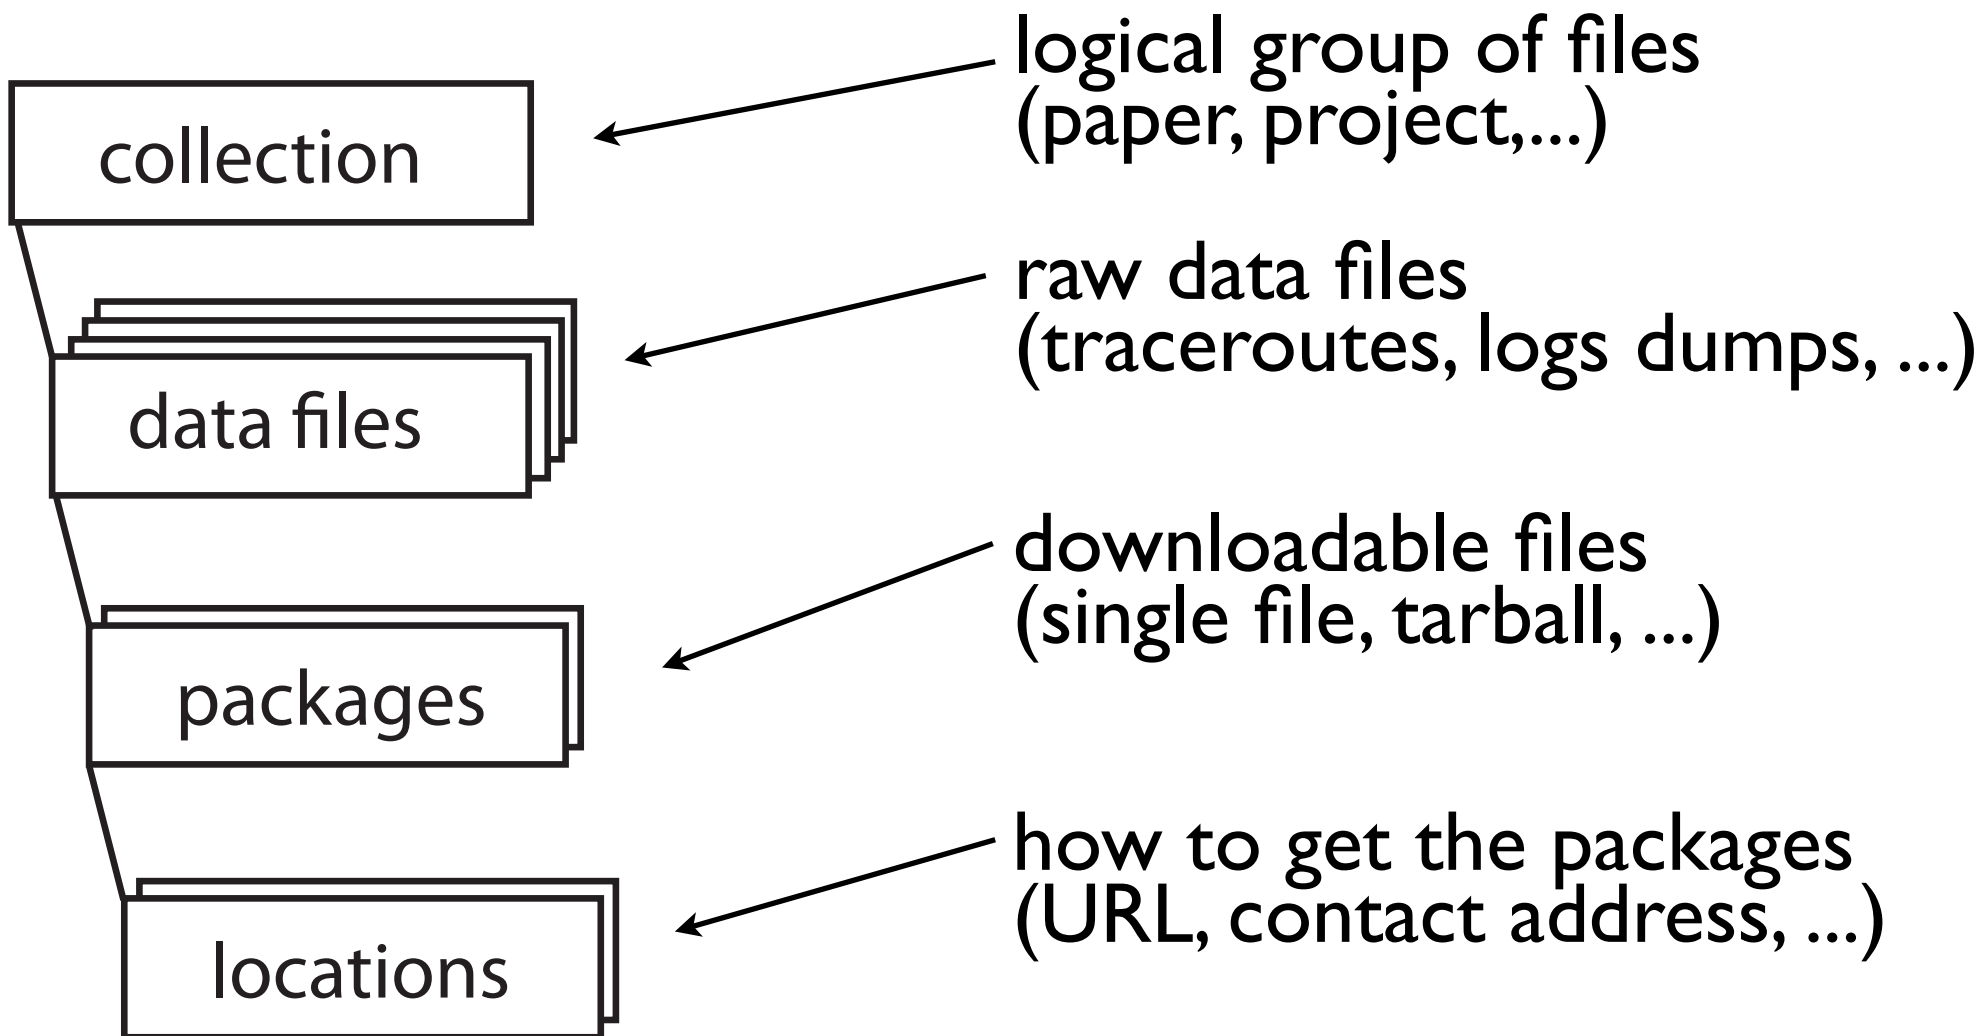 logical group of files
(paper, project,...)
collection
raw data files
(traceroutes, logs dumps, ...)
data files
downloadable files
(single file, tarball, ...)
packages
how to get the packages
(URL, contact address, ...)
locations